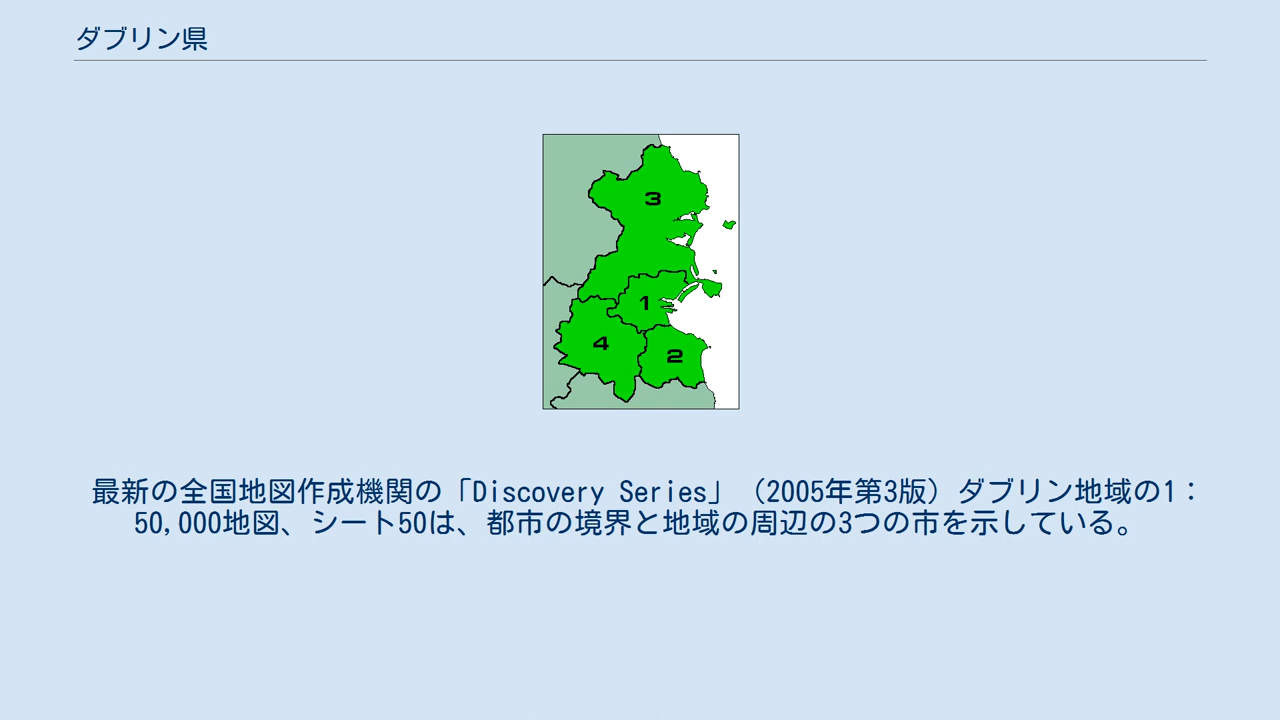 ダブリン県
3
1
4
2
最新の全国地図作成機関の「Discovery Series」（2005年第3版）ダブリン地域の1：
50,000地図、シート50は、都市の境界と地域の周辺の3つの市を示している。